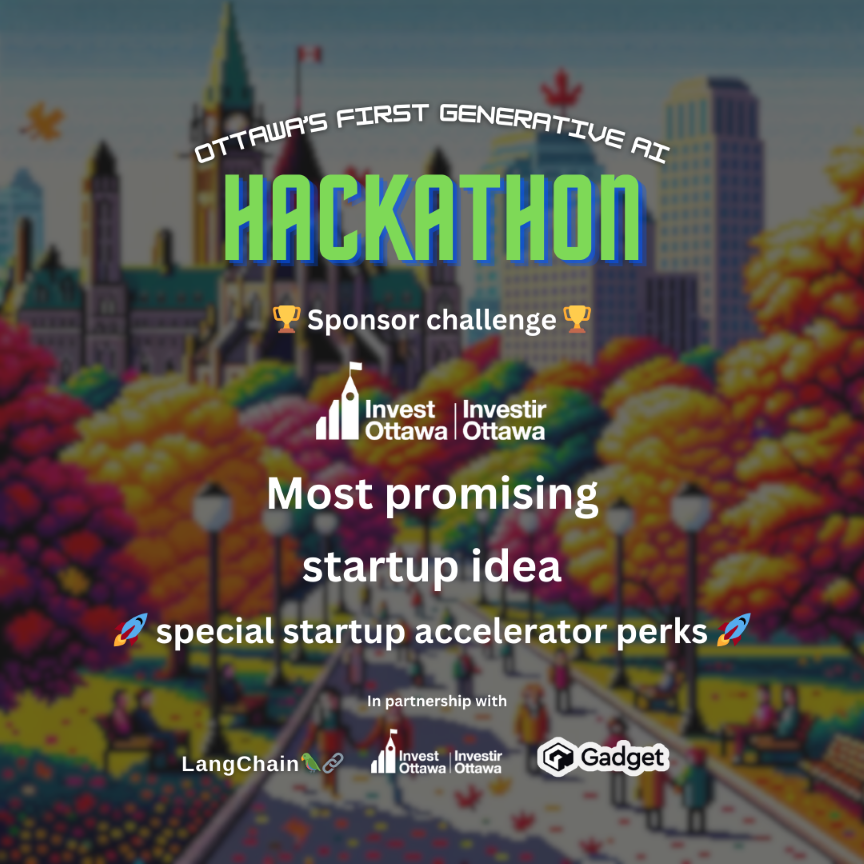 OTTAWA'S FIRST GENERATIVE AI
HACKATHON
🏆 Sponsor challenge 🏆
Invest | Investir
Ottawa | Ottawa
Most promising
startup idea
🚀 special startup accelerator perks 🚀
In partnership with
LangChain🦜🔗
Invest | Investir
Ottawa | Ottawa
Gadget